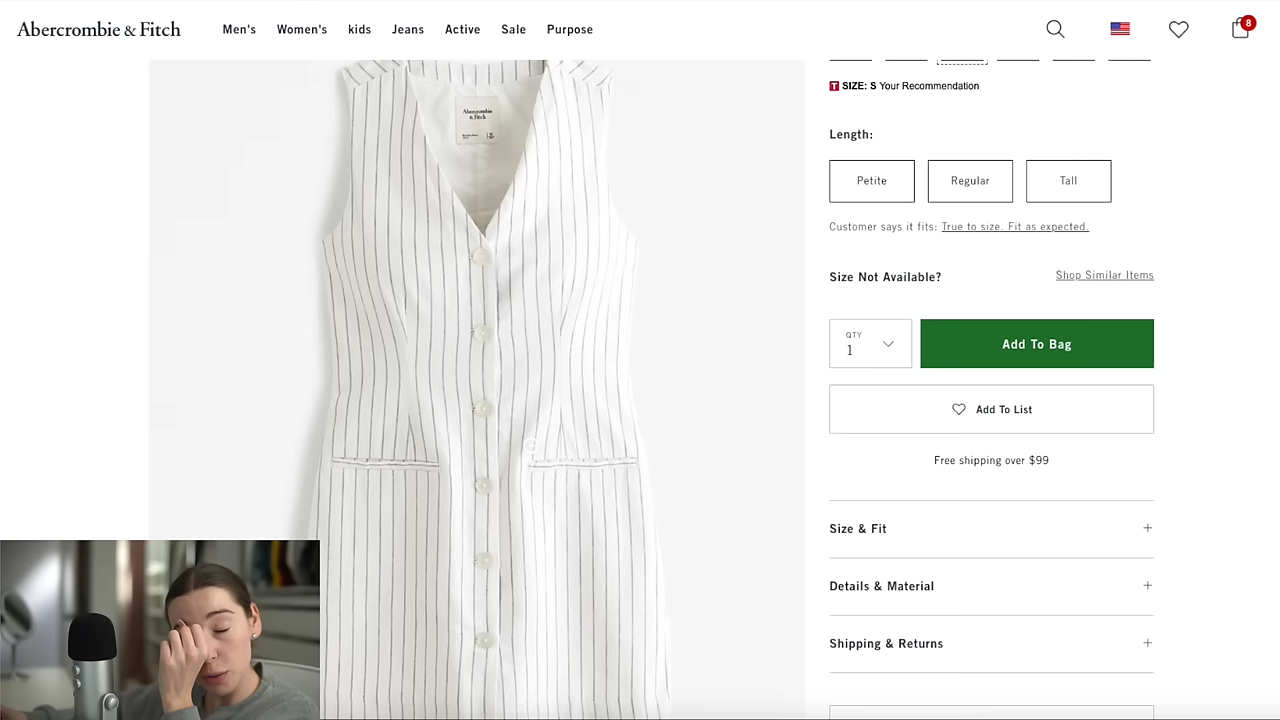 Abercrombie & Fitch
Men's Women's kids Jeans Active Sale Purpose
8
T SIZE: S Your Recommendation
Abercrombie
& Fitch
Length:
Petite Regular Tall
Customer says it fits: True to size. Fit as expected.
Size Not Available? Shop Similar Items
QTY
1
Add To Bag
Add To List
Free shipping over $99
Size & Fit +
Details & Material +
Shipping & Returns +